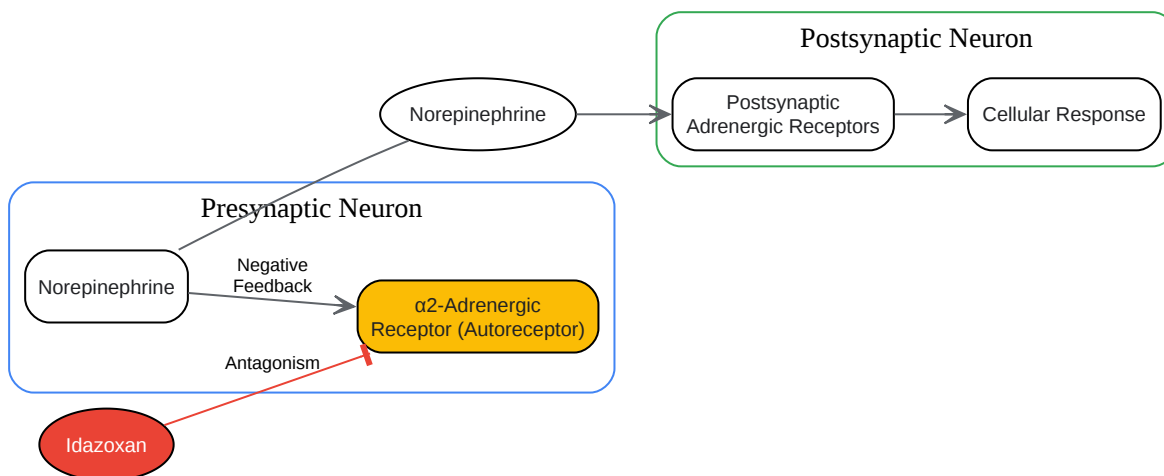 Postsynaptic Neuron
Norepinephrine
Postsynaptic
Adrenergic Receptors
Cellular Response
Presynaptic Neuron
Norepinephrine
Negative
Feedback
α2-Adrenergic
Receptor (Autoreceptor)
Antagonism
Idazoxan